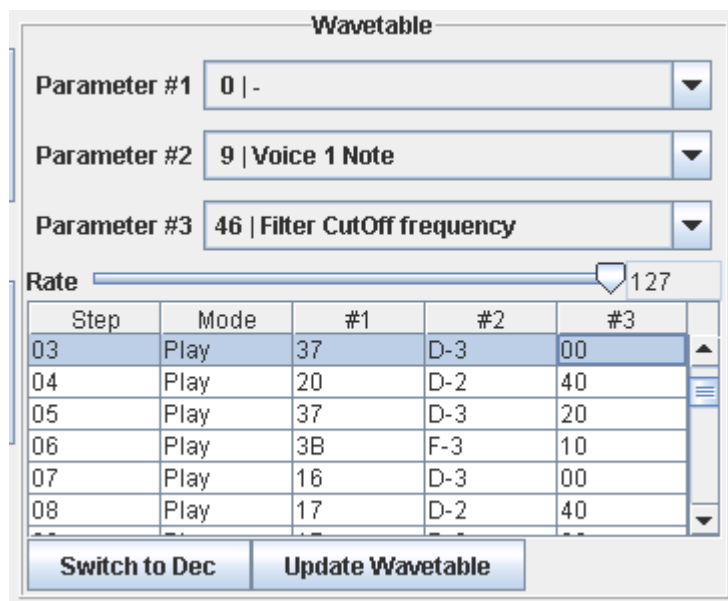 Wavetable
Parameter #1 0 | -
Parameter #2 9 | Voice 1 Note
Parameter #3 46 | Filter CutOff frequency
Rate 127
Step Mode #1 #2 #3
03 Play 37 D-3 00
04 Play 20 D-2 40
05 Play 37 D-3 20
06 Play 3B F-3 10
07 Play 16 D-3 00
08 Play 17 D-2 40
Switch to Dec Update Wavetable